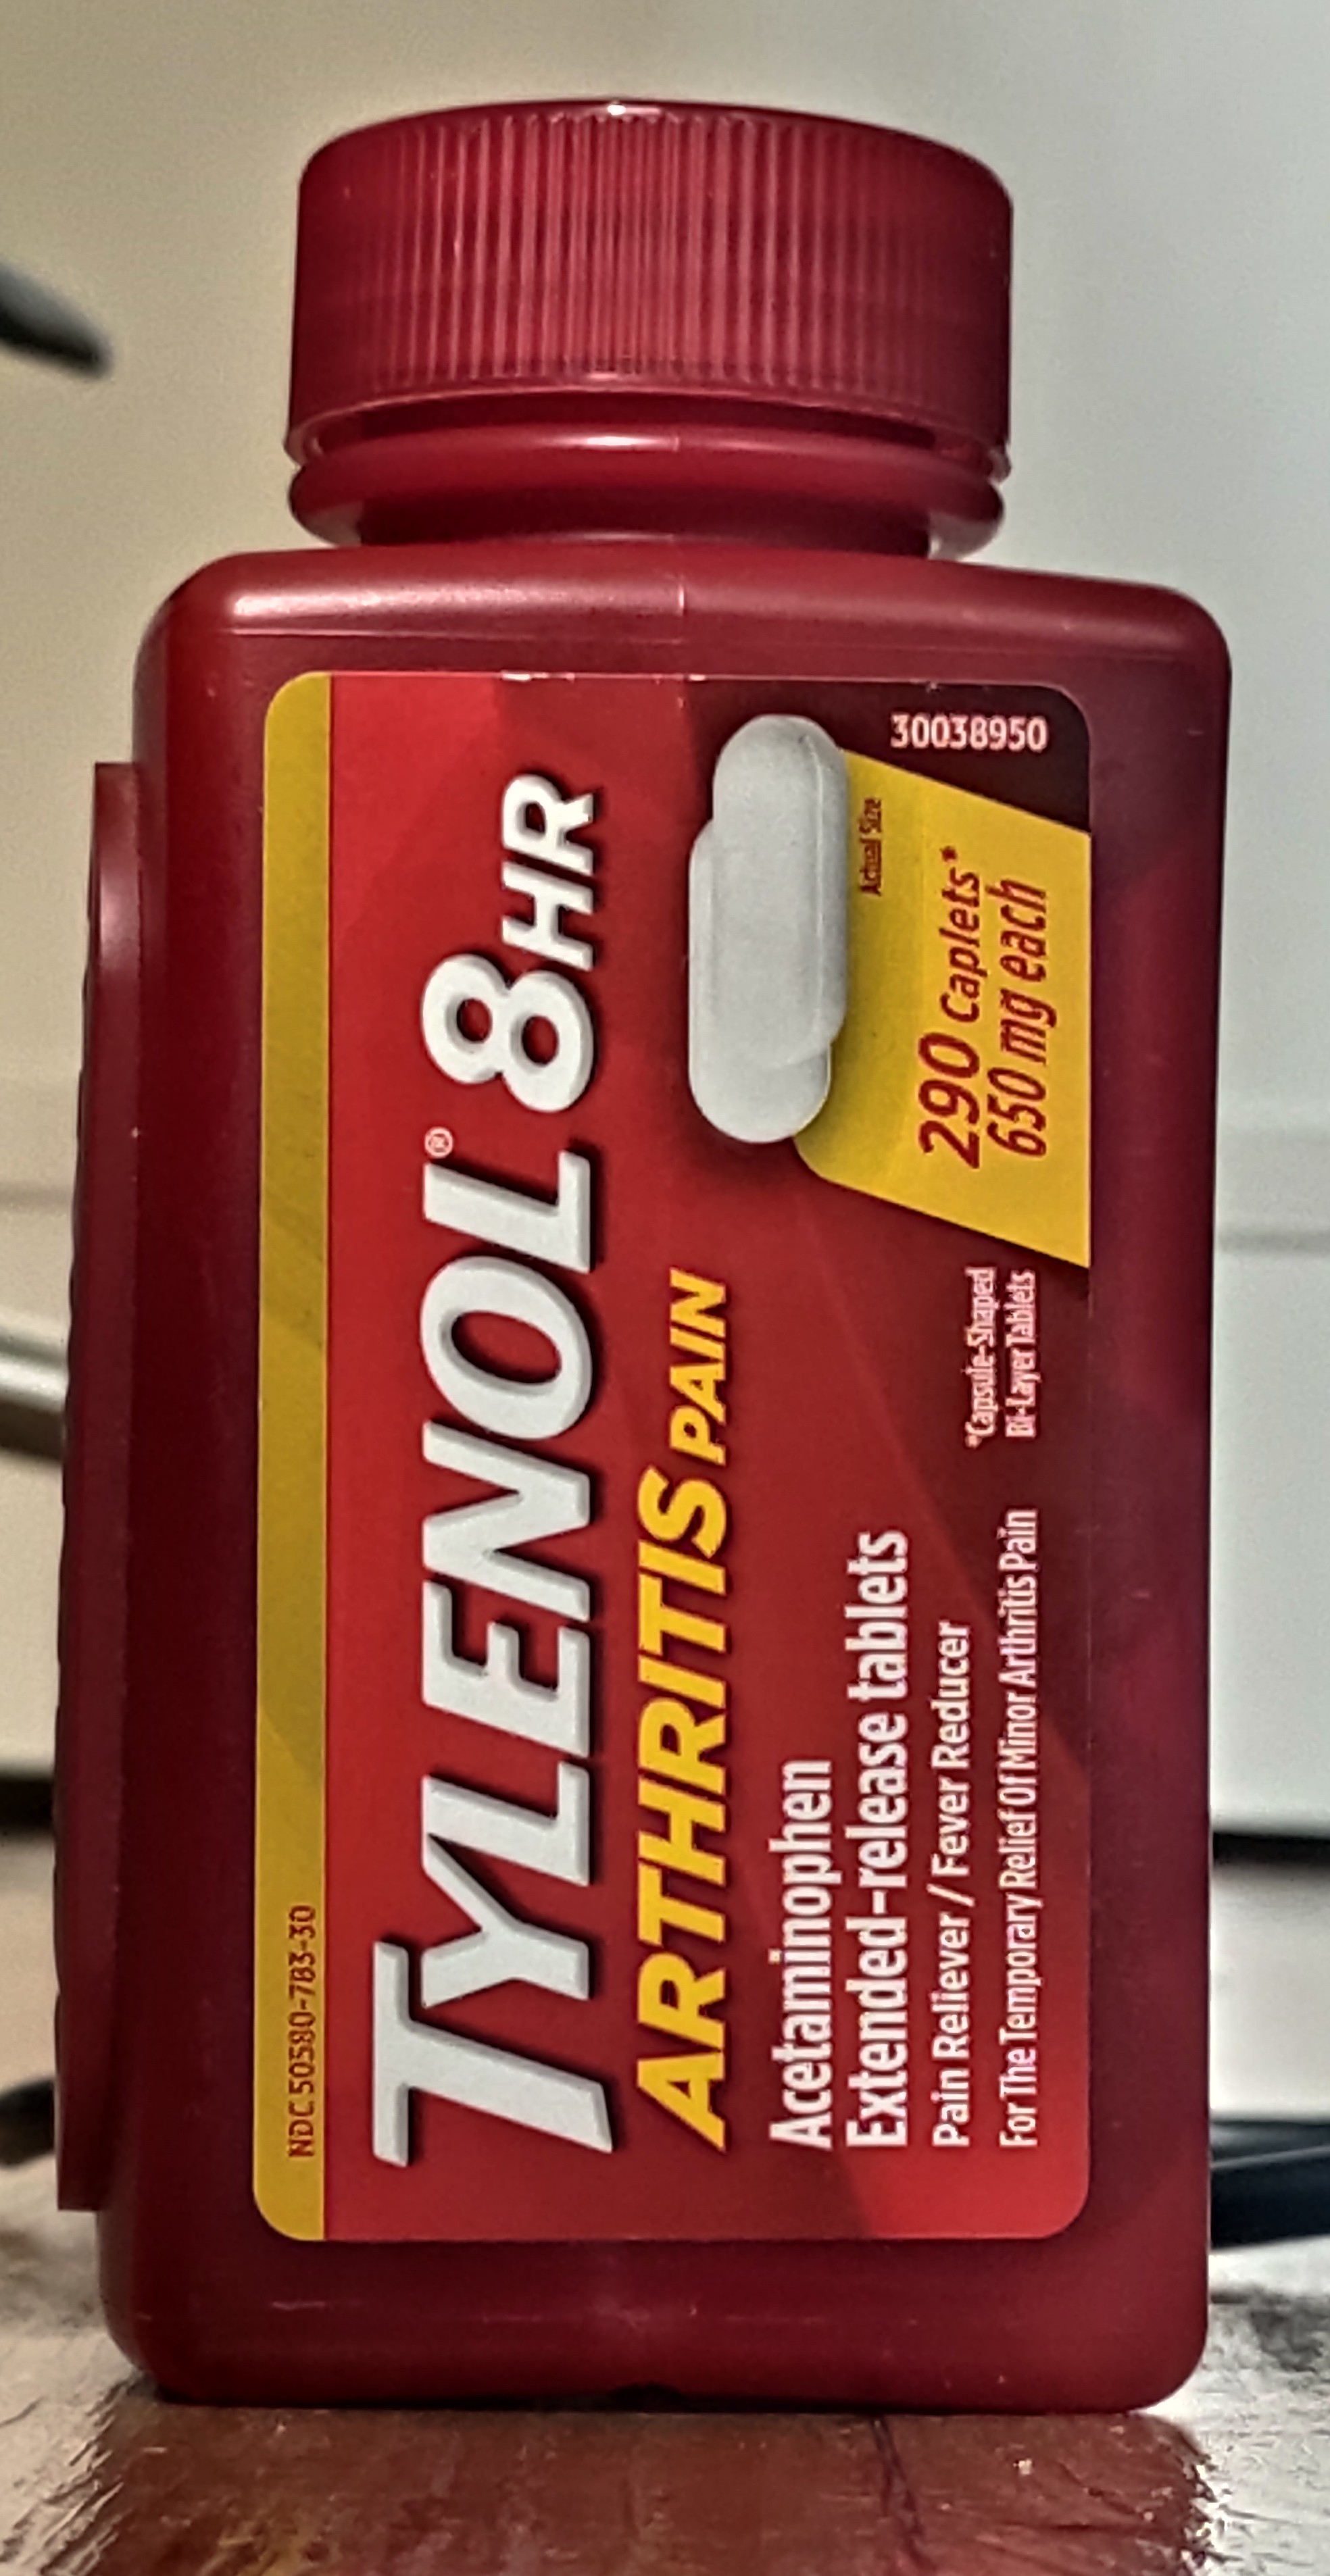 NDC 50580-783-30
TYLENOL® 8HR
ARTHRITIS PAIN
Acetaminophen
Extended-release tablets
Pain Reliever / Fever Reducer
For The Temporary Relief Of Minor Arthritis Pain
*Capsule-Shaped
Bi-Layer Tablets
Actual Size
290 Caplets*
650 mg each
30038950